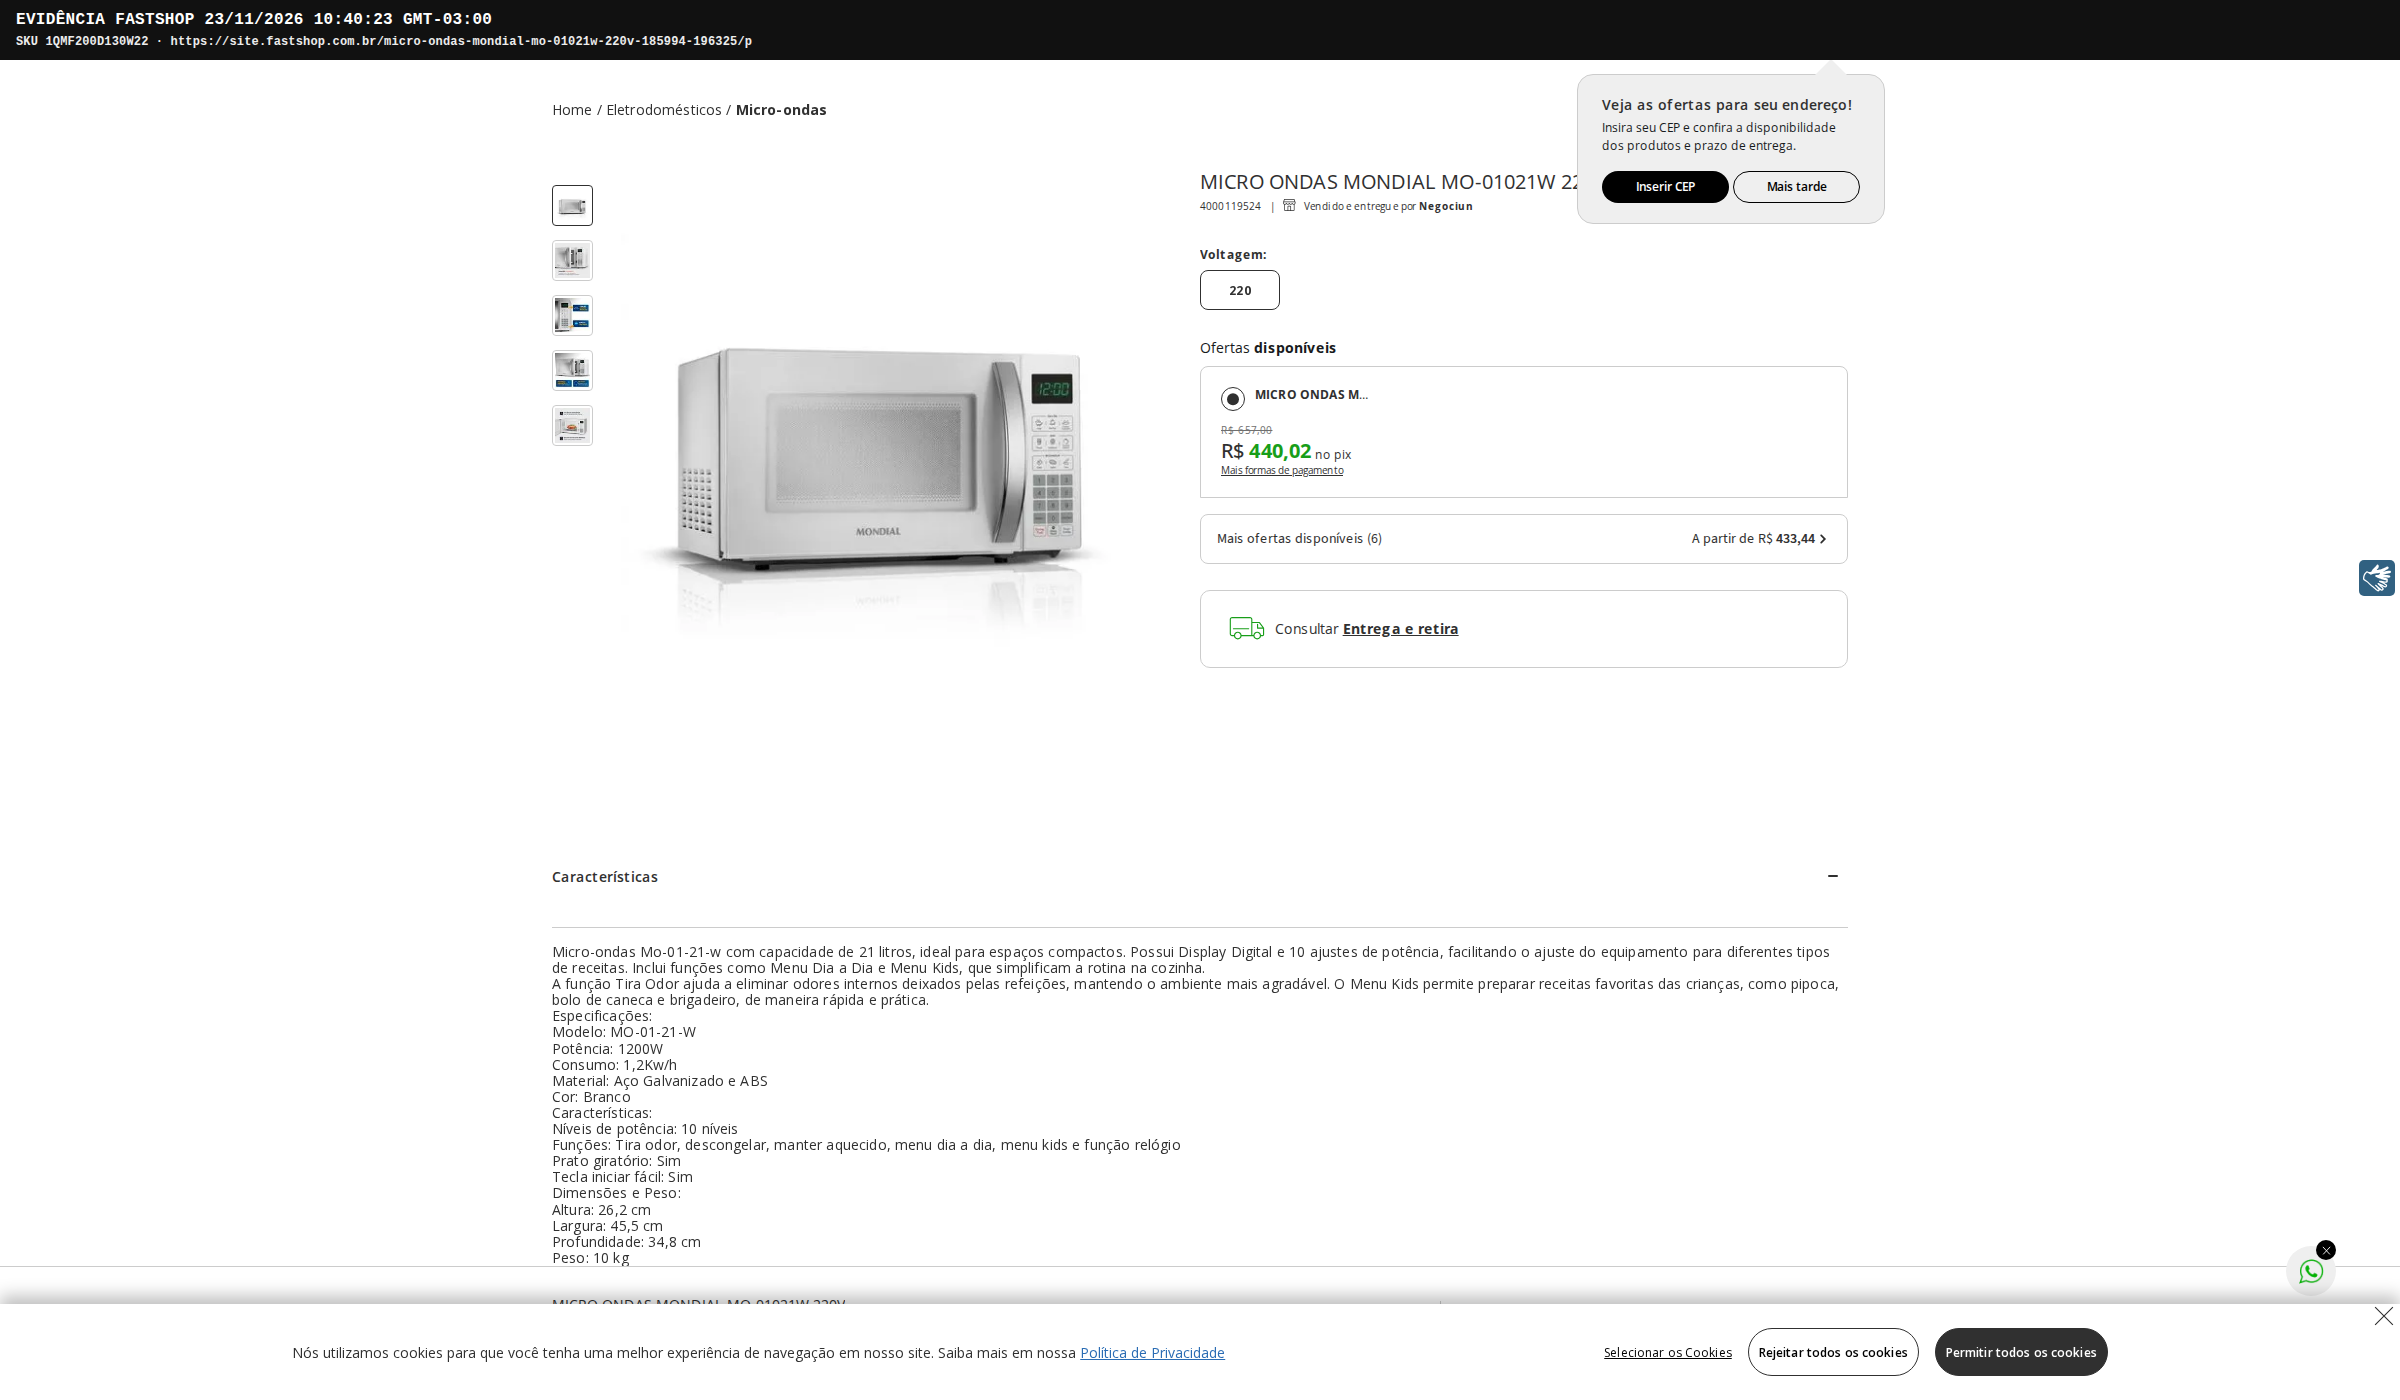 EVIDÊNCIA FASTSHOP 23/11/2026 10:40:23 GMT-03:00
SKU 1QMF200D130W22 · https://site.fastshop.com.br/micro-ondas-mondial-mo-01021w-220v-185994-196325/p
Home / Eletrodomésticos / Micro-ondas
Veja as ofertas para seu endereço!
Insira seu CEP e confira a disponibilidade
dos produtos e prazo de entrega.
Inserir CEP
Mais tarde
MICRO ONDAS MONDIAL MO-01021W 22
4000119524 | Vendido e entregue por Negociun
Voltagem:
220
Ofertas disponíveis
MICRO ONDAS M...
R$ 657,00
R$ 440,02 no pix
Mais formas de pagamento
Mais ofertas disponíveis (6)
A partir de R$ 433,44
Consultar Entrega e retira
12:00
MONDIAL
Características
Micro-ondas Mo-01-21-w com capacidade de 21 litros, ideal para espaços compactos. Possui Display Digital e 10 ajustes de potência, facilitando o ajuste do equipamento para diferentes tipos
de receitas. Inclui funções como Menu Dia a Dia e Menu Kids, que simplificam a rotina na cozinha.
A função Tira Odor ajuda a eliminar odores internos deixados pelas refeições, mantendo o ambiente mais agradável. O Menu Kids permite preparar receitas favoritas das crianças, como pipoca,
bolo de caneca e brigadeiro, de maneira rápida e prática.
Especificações:
Modelo: MO-01-21-W
Potência: 1200W
Consumo: 1,2Kw/h
Material: Aço Galvanizado e ABS
Cor: Branco
Características:
Níveis de potência: 10 níveis
Funções: Tira odor, descongelar, manter aquecido, menu dia a dia, menu kids e função relógio
Prato giratório: Sim
Tecla iniciar fácil: Sim
Dimensões e Peso:
Altura: 26,2 cm
Largura: 45,5 cm
Profundidade: 34,8 cm
Peso: 10 kg
MICRO ONDAS MONDIAL MO-01021W 220V
Nós utilizamos cookies para que você tenha uma melhor experiência de navegação em nosso site. Saiba mais em nossa Política de Privacidade
Selecionar os Cookies
Rejeitar todos os cookies
Permitir todos os cookies